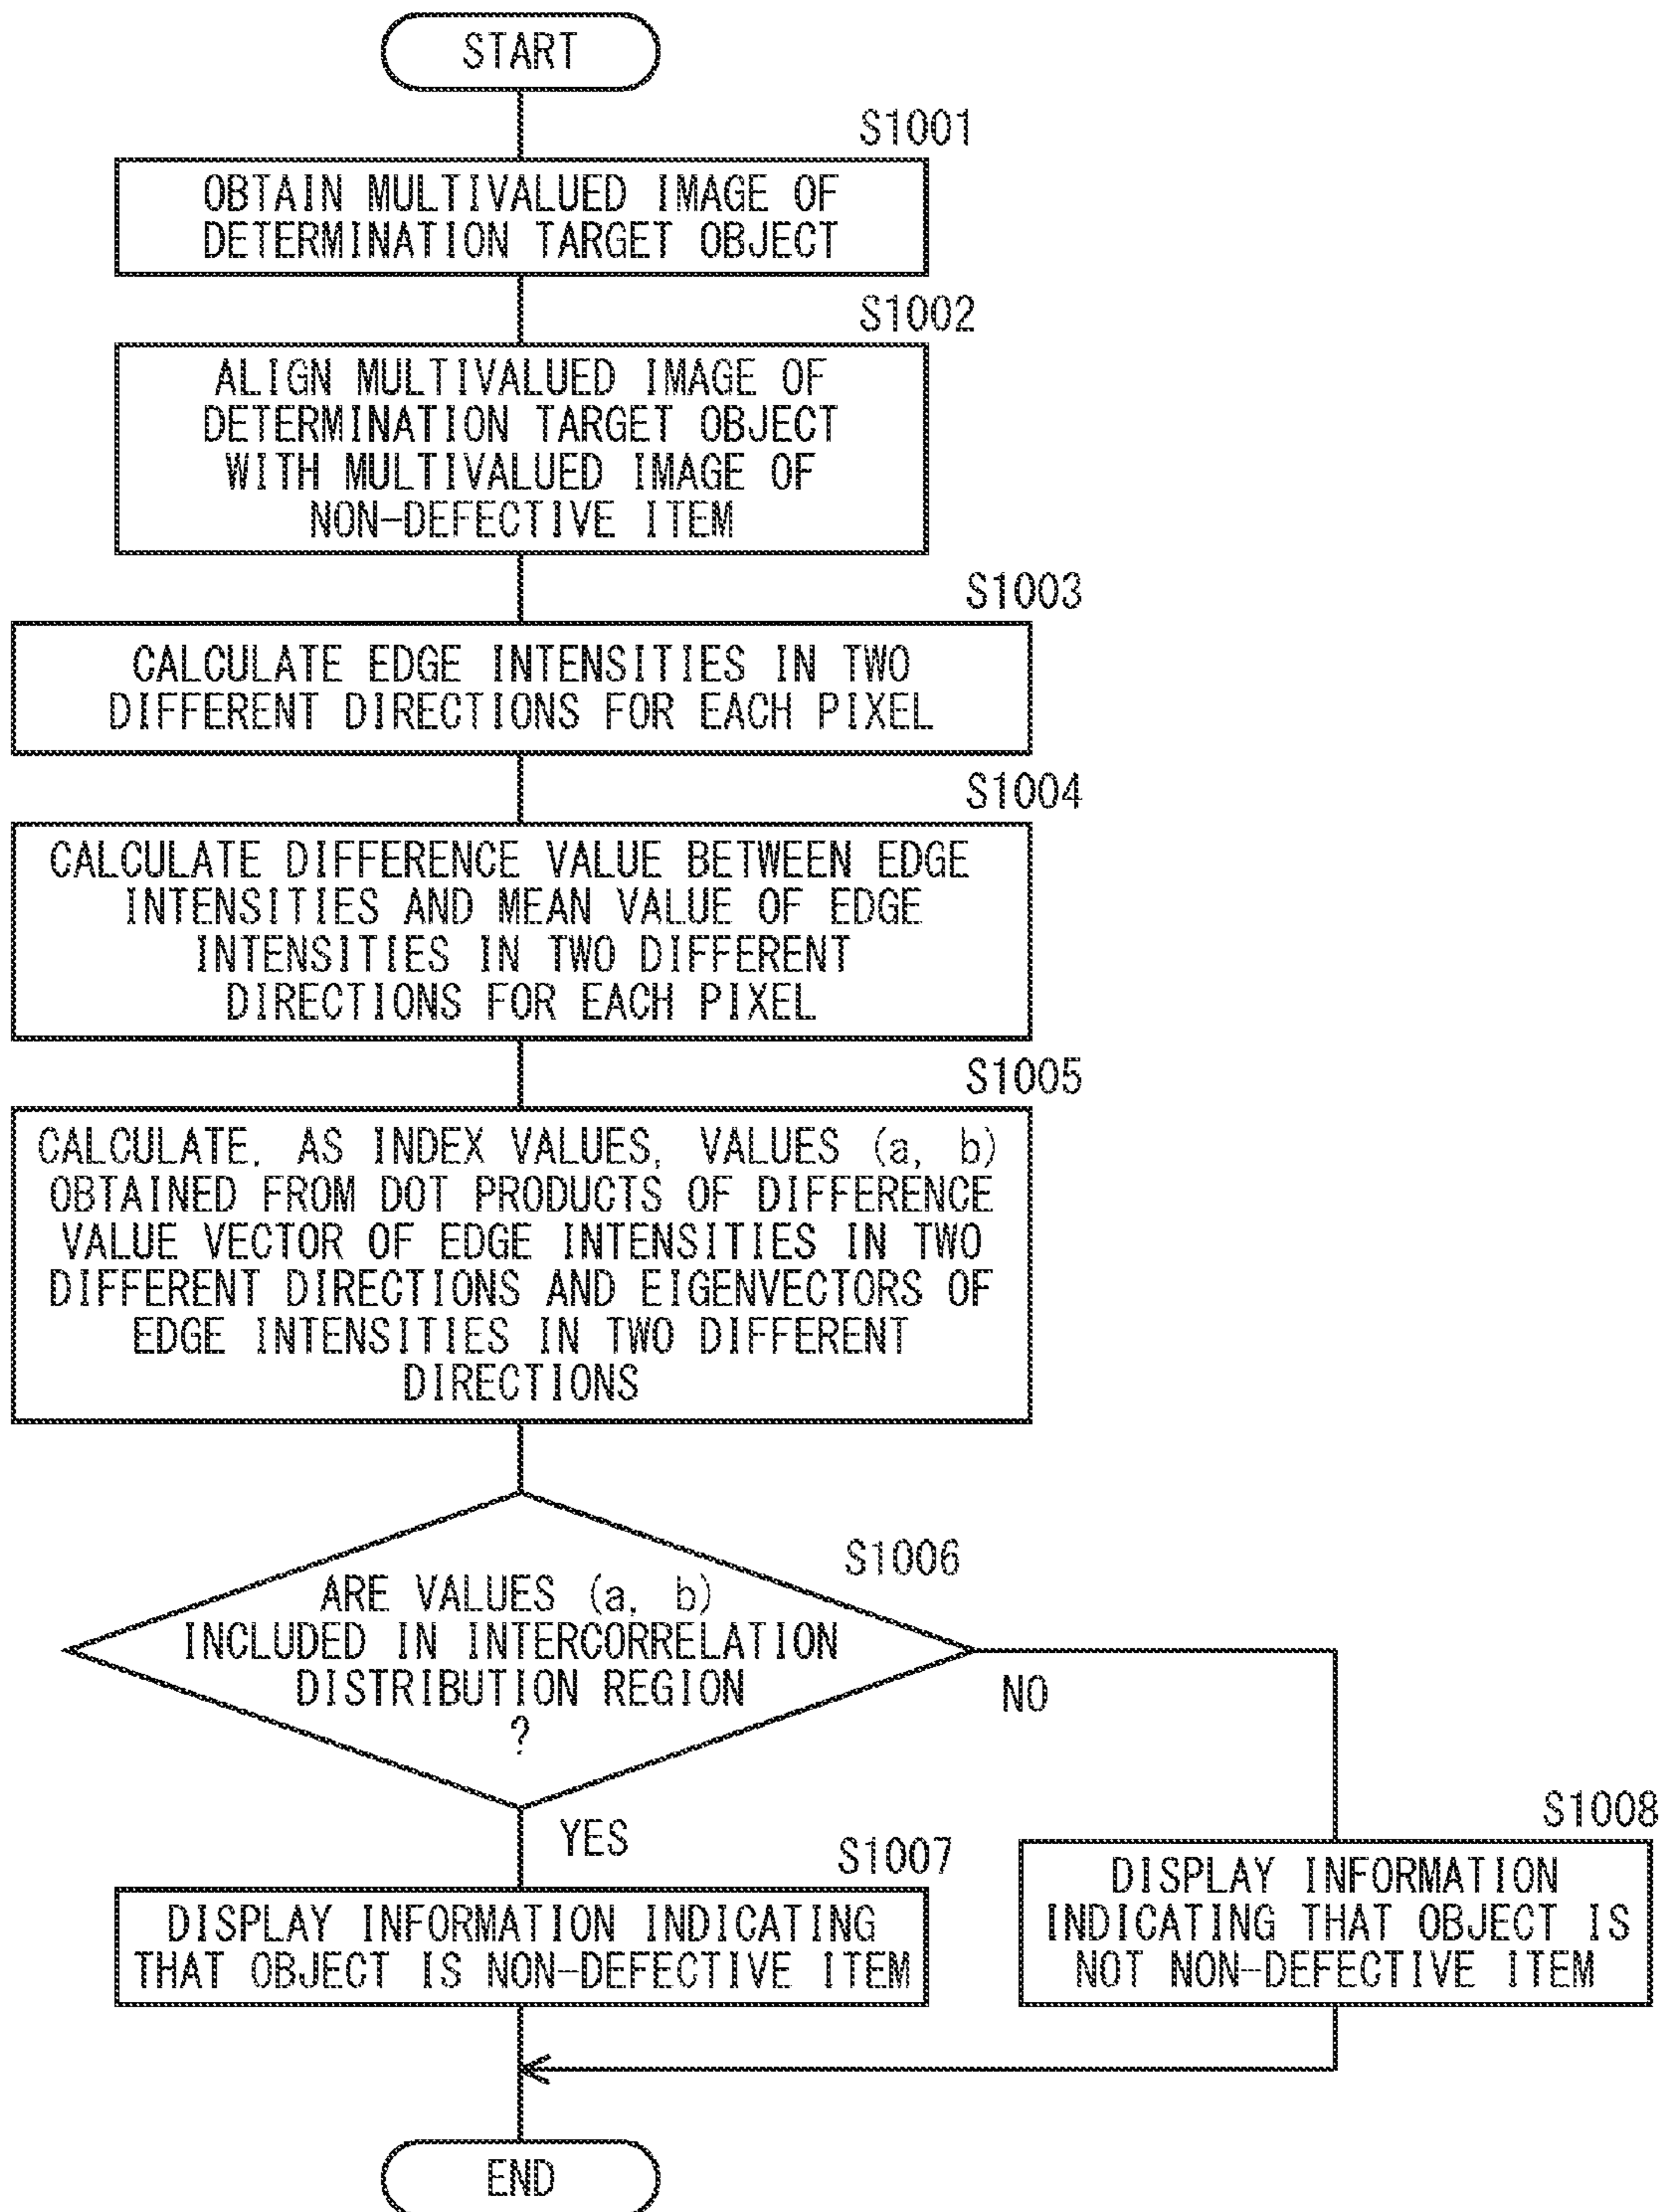 START
S1001
OBTAIN MULTIVALUED IMAGE OF
DETERMINATION TARGET OBJECT
S1002
ALIGN MULTIVALUED IMAGE OF
DETERMINATION TARGET OBJECT
WITH MULTIVALUED IMAGE OF
NON-DEFECTIVE ITEM
S1003
CALCULATE EDGE INTENSITIES IN TWO
DIFFERENT DIRECTIONS FOR EACH PIXEL
S1004
CALCULATE DIFFERENCE VALUE BETWEEN EDGE
INTENSITIES AND MEAN VALUE OF EDGE
INTENSITIES IN TWO DIFFERENT
DIRECTIONS FOR EACH PIXEL
S1005
CALCULATE, AS INDEX VALUES, VALUES (a, b)
OBTAINED FROM DOT PRODUCTS OF DIFFERENCE
VALUE VECTOR OF EDGE INTENSITIES IN TWO
DIFFERENT DIRECTIONS AND EIGENVECTORS OF
EDGE INTENSITIES IN TWO DIFFERENT
DIRECTIONS
S1006
ARE VALUES (a, b)
INCLUDED IN INTERCORRELATION
DISTRIBUTION REGION
?
NO
YES
S1007
DISPLAY INFORMATION INDICATING
THAT OBJECT IS NON-DEFECTIVE ITEM
S1008
DISPLAY INFORMATION
INDICATING THAT OBJECT IS
NOT NON-DEFECTIVE ITEM
END